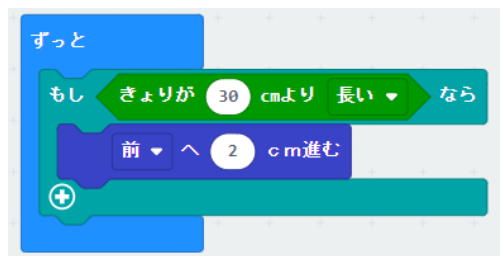 ずっと
もし きょりが 30 cmより 長い なら
前 へ 2 cm進む